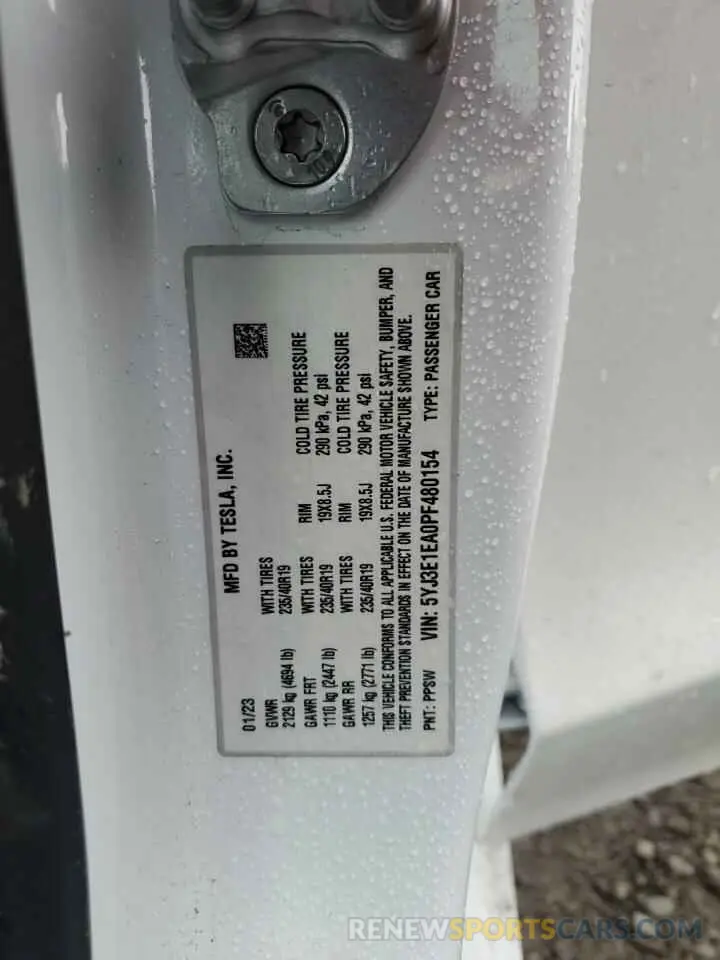 MFD BY TESLA, INC.
01/23
GVWR WITH TIRES
2129 kg (4694 lb) 235/40R19
GAWR FRT WITH TIRES RIM COLD TIRE PRESSURE
1110 kg (2447 lb) 235/40R19 19X8.5J 290 kPa, 42 psi
GAWR RR WITH TIRES RIM COLD TIRE PRESSURE
1257 kg (2771 lb) 235/40R19 19X8.5J 290 kPa, 42 psi
THIS VEHICLE CONFORMS TO ALL APPLICABLE U.S. FEDERAL MOTOR VEHICLE SAFETY, BUMPER, AND
THEFT PREVENTION STANDARDS IN EFFECT ON THE DATE OF MANUFACTURE SHOWN ABOVE.
PNT: PPSW VIN: 5YJ3E1EA0PF480154 TYPE: PASSENGER CAR
RENEWSPORTSCARS.COM